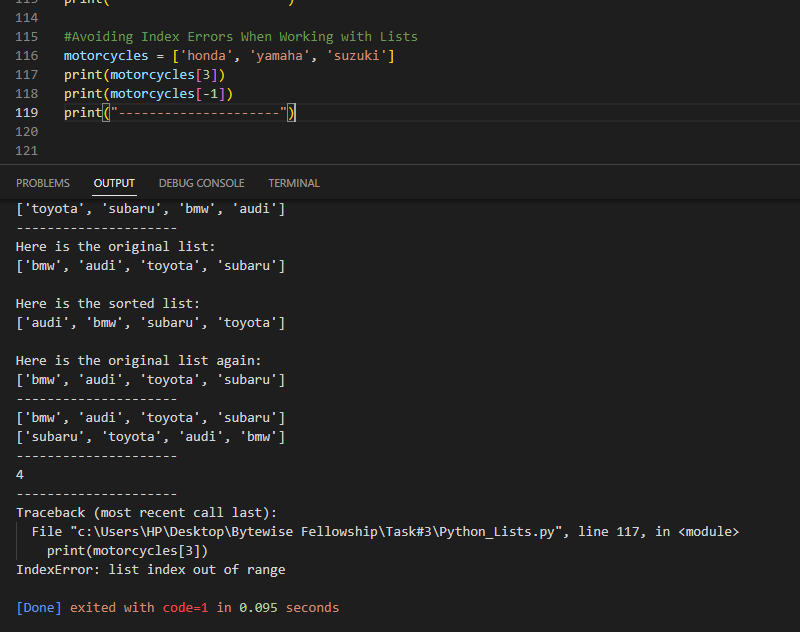 114
115 #Avoiding Index Errors When Working with Lists
116 motorcycles = ['honda', 'yamaha', 'suzuki']
117 print(motorcycles[3])
118 print(motorcycles[-1])
119 print("---------------------")
120
121
PROBLEMS OUTPUT DEBUG CONSOLE TERMINAL
['toyota', 'subaru', 'bmw', 'audi']
---------------------
Here is the original list:
['bmw', 'audi', 'toyota', 'subaru']
Here is the sorted list:
['audi', 'bmw', 'subaru', 'toyota']
Here is the original list again:
['bmw', 'audi', 'toyota', 'subaru']
---------------------
['bmw', 'audi', 'toyota', 'subaru']
['subaru', 'toyota', 'audi', 'bmw']
---------------------
4
---------------------
Traceback (most recent call last):
File "c:\Users\HP\Desktop\Bytewise Fellowship\Task#3\Python_Lists.py", line 117, in <module>
print(motorcycles[3])
IndexError: list index out of range
[Done] exited with code=1 in 0.095 seconds